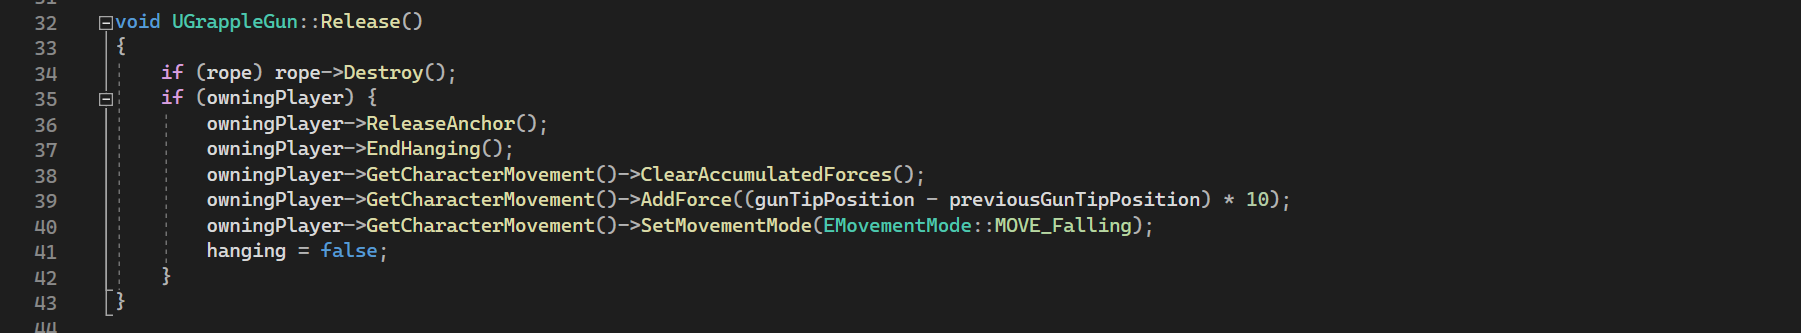 31
32 void UGrappleGun::Release()
33 {
34 if (rope) rope->Destroy();
35 if (owningPlayer) {
36 owningPlayer->ReleaseAnchor();
37 owningPlayer->EndHanging();
38 owningPlayer->GetCharacterMovement()->ClearAccumulatedForces();
39 owningPlayer->GetCharacterMovement()->AddForce((gunTipPosition - previousGunTipPosition) * 10);
40 owningPlayer->GetCharacterMovement()->SetMovementMode(EMovementMode::MOVE_Falling);
41 hanging = false;
42 }
43 }
44